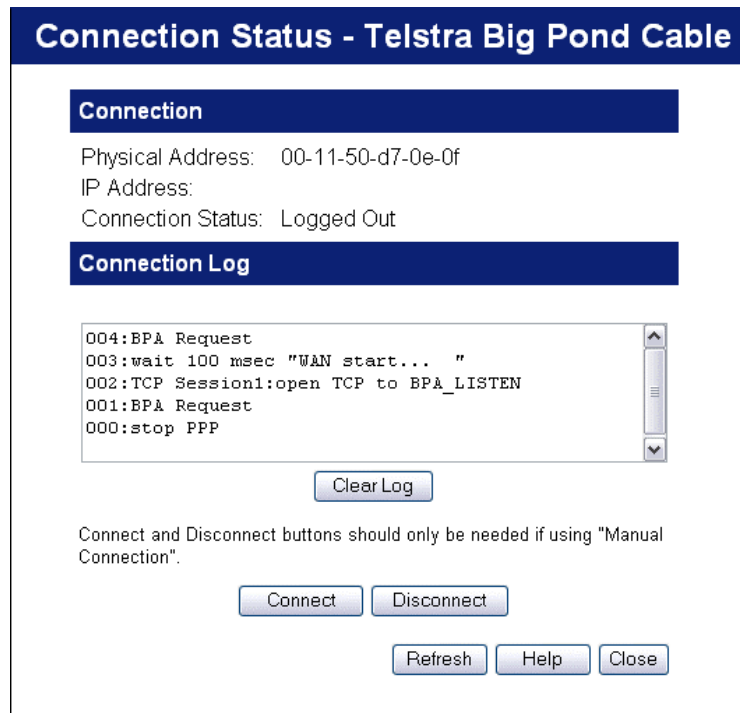 Connection Status - Telstra Big Pond Cable
Connection
Physical Address: 00-11-50-d7-0e-0f
IP Address:
Connection Status: Logged Out
Connection Log
004:BPA Request
003:wait 100 msec "WAN start...  "
002:TCP Session1:open TCP to BPA_LISTEN
001:BPA Request
000:stop PPP
Clear Log
Connect and Disconnect buttons should only be needed if using "Manual
Connection".
Connect Disconnect
Refresh Help Close